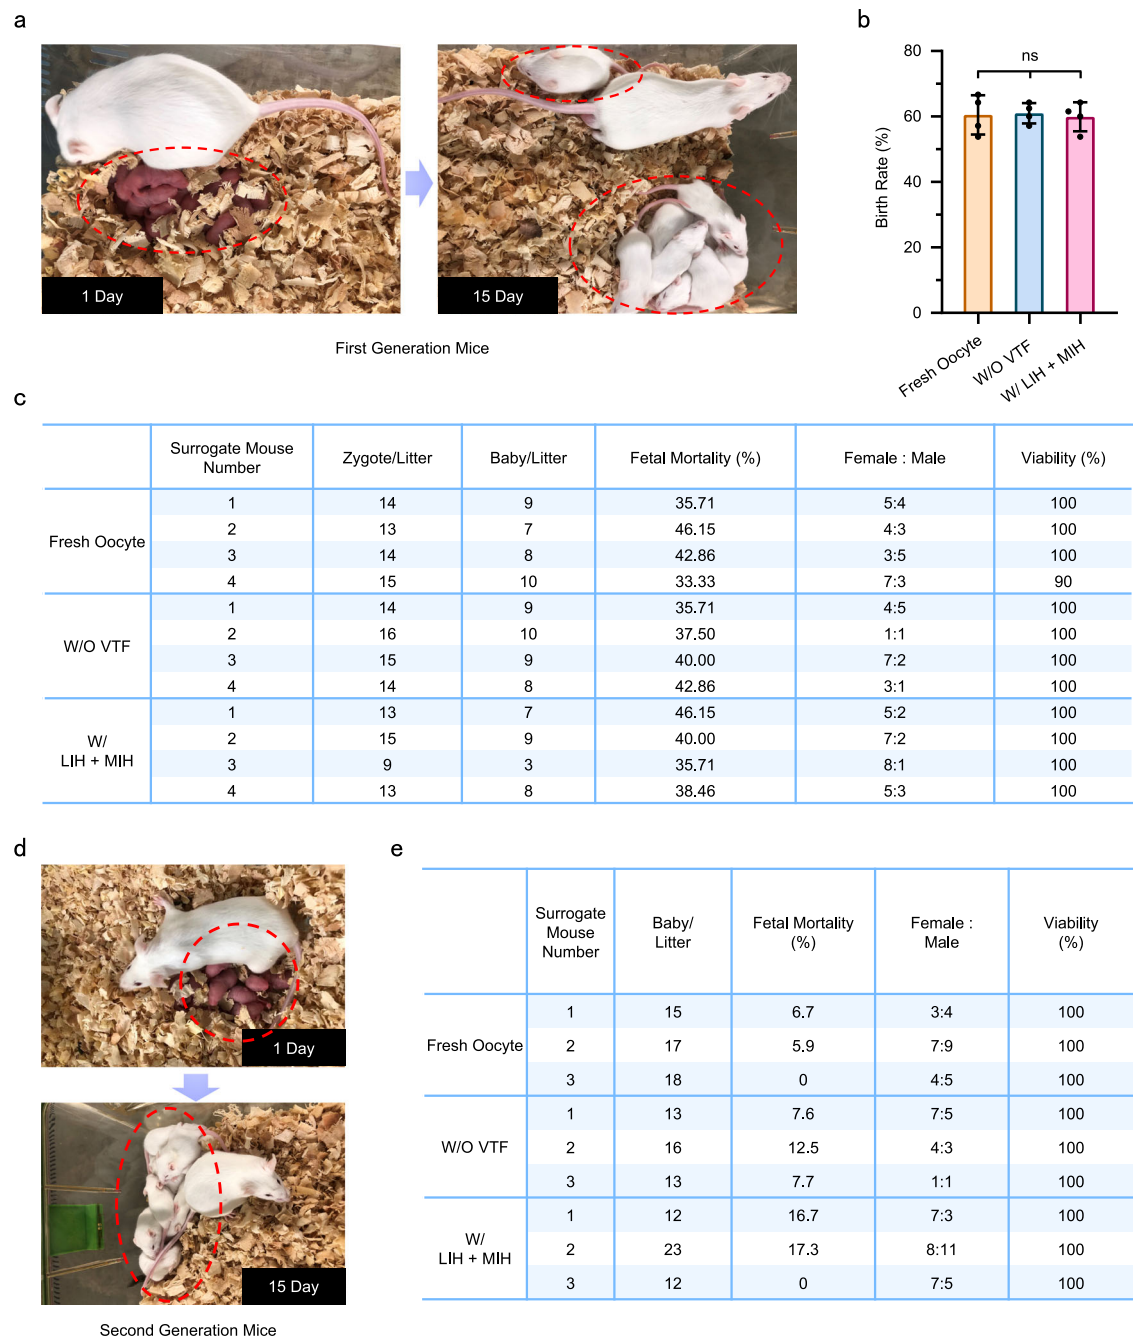 a
1 Day
15 Day
First Generation Mice
b
80
60
40
20
0
Birth Rate (%)
ns
Fresh Oocyte
W/O VTF
W/ LIH + MIH
c
Surrogate Mouse Number Zygote/Litter Baby/Litter Fetal Mortality (%) Female : Male Viability (%)
Fresh Oocyte
1 14 9 35.71 5:4 100
2 13 7 46.15 4:3 100
3 14 8 42.86 3:5 100
4 15 10 33.33 7:3 90
W/O VTF
1 14 9 35.71 4:5 100
2 16 10 37.50 1:1 100
3 15 9 40.00 7:2 100
4 14 8 42.86 3:1 100
W/
LIH + MIH
1 13 7 46.15 5:2 100
2 15 9 40.00 7:2 100
3 9 3 35.71 8:1 100
4 13 8 38.46 5:3 100
d
1 Day
15 Day
Second Generation Mice
e
Surrogate Mouse Number Baby/ Litter Fetal Mortality (%) Female : Male Viability (%)
Fresh Oocyte
1 15 6.7 3:4 100
2 17 5.9 7:9 100
3 18 0 4:5 100
W/O VTF
1 13 7.6 7:5 100
2 16 12.5 4:3 100
3 13 7.7 1:1 100
W/
LIH + MIH
1 12 16.7 7:3 100
2 23 17.3 8:11 100
3 12 0 7:5 100